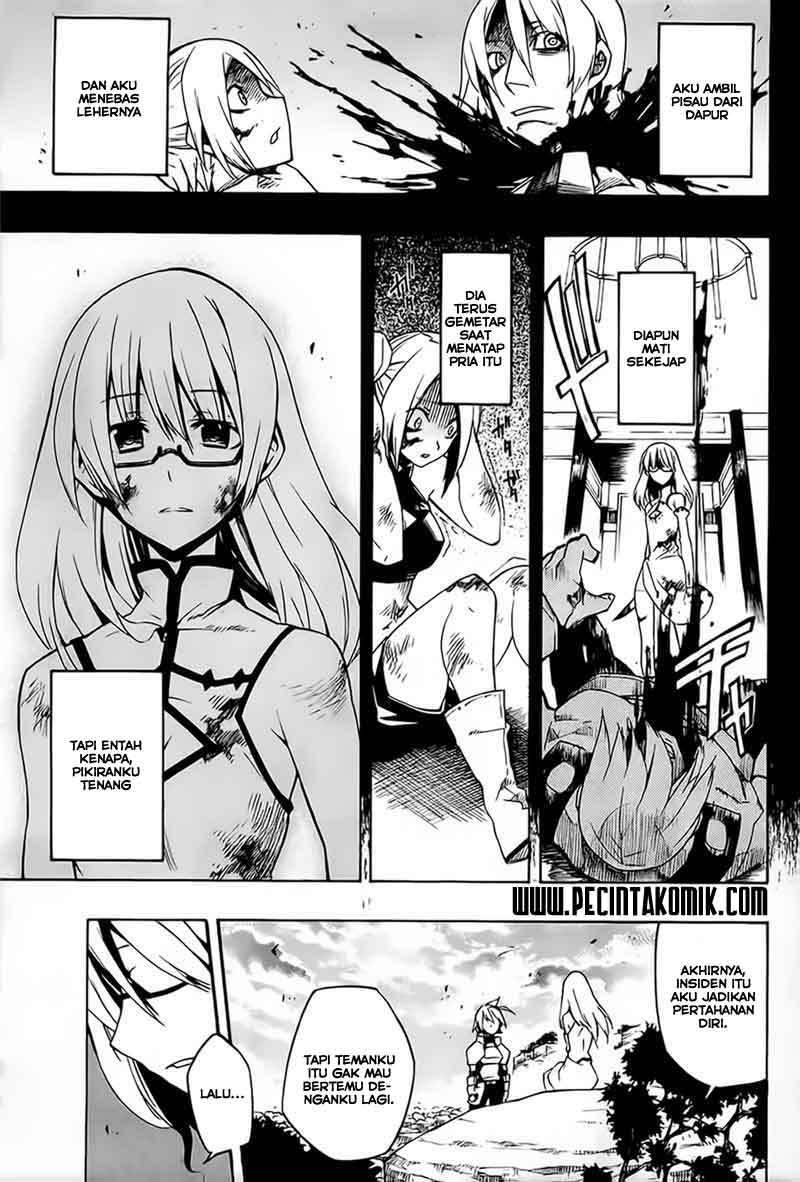 AKU AMBIL
PISAU DARI
DAPUR
DAN AKU
MENEBAS
LEHERNYA
DIAPUN
MATI
SEKEJAP
DIA
TERUS
GEMETAR
SAAT
MENATAP
PRIA ITU
TAPI ENTAH
KENAPA,
PIKIRANKU
TENANG
WWW.PECINTAKOMIK.COM
AKHIRNYA,
INSIDEN ITU
AKU JADIKAN
PERTAHANAN
DIRI.
TAPI TEMANKU
ITU GAK MAU
BERTEMU DE-
NGANKU LAGI.
LALU...